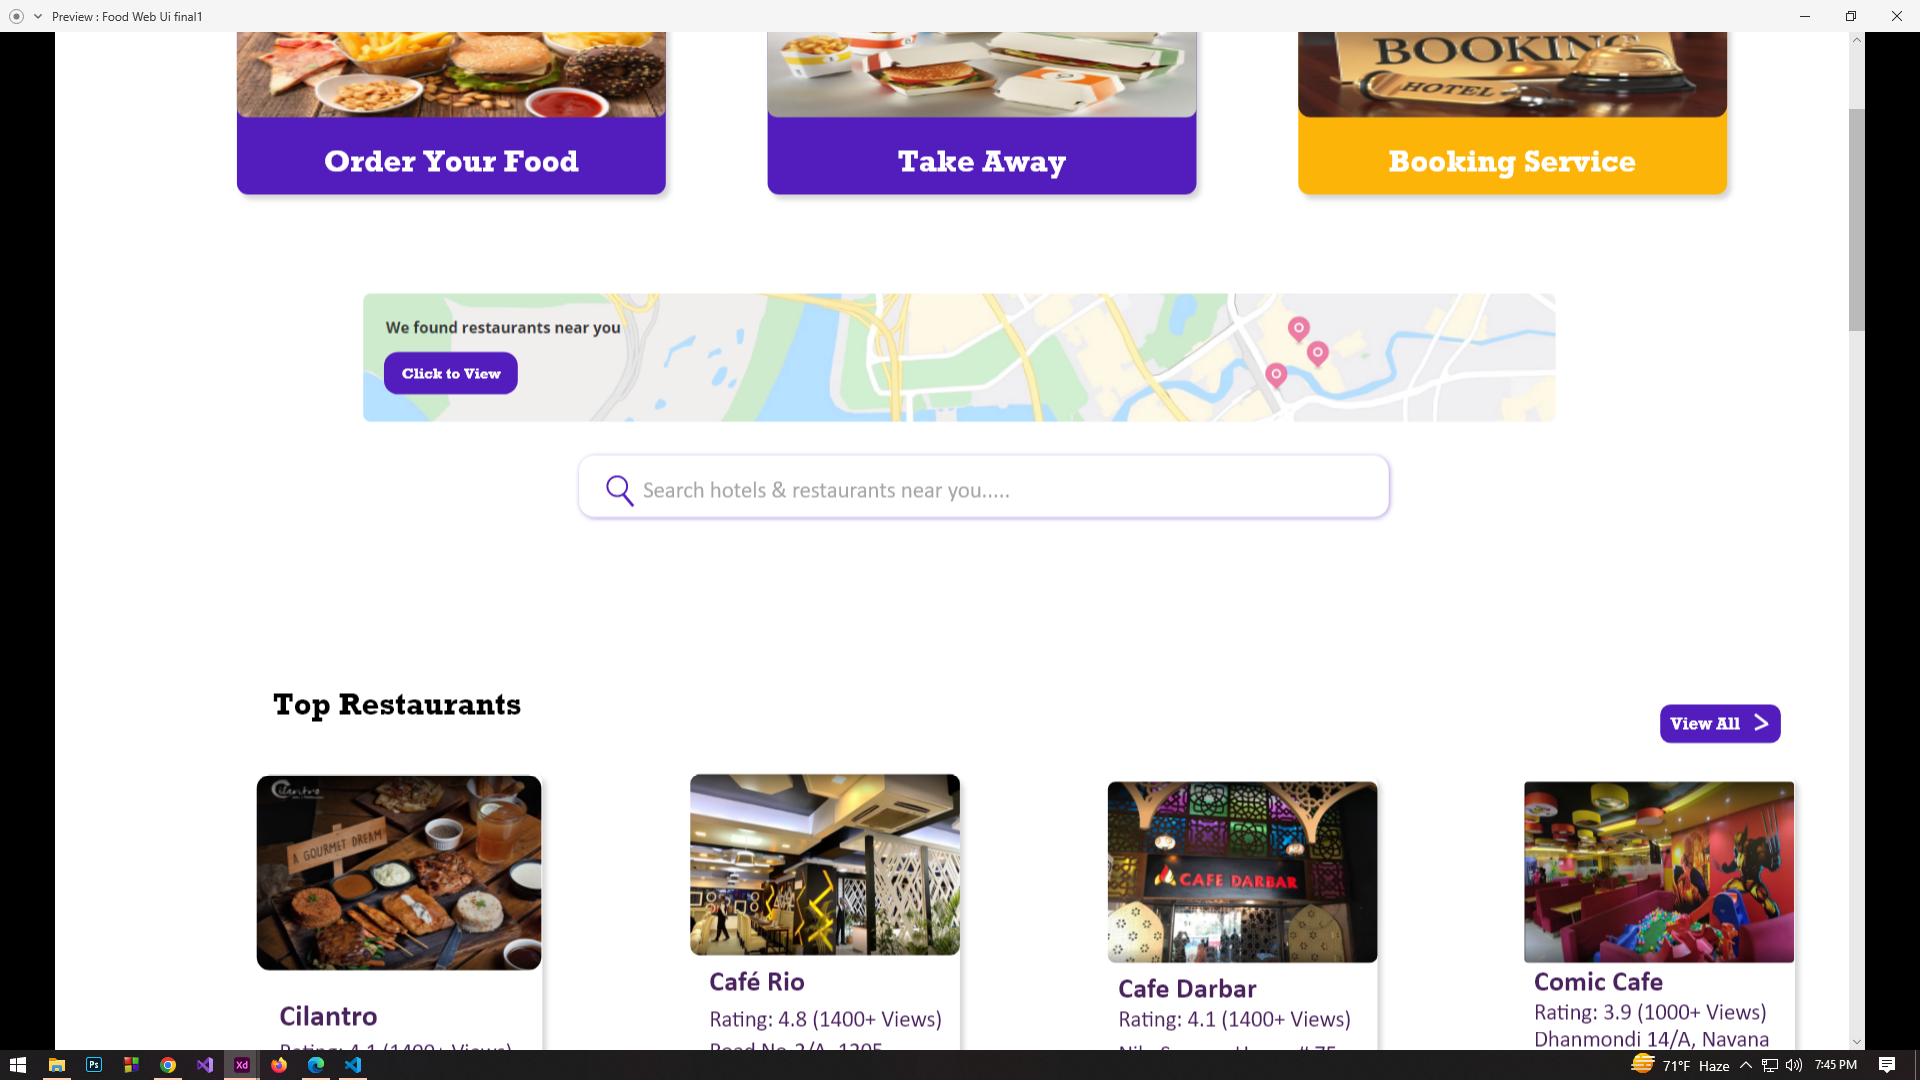 Preview : Food Web Ui final1
BOOKING
HOTEL
Order Your Food
Take Away
Booking Service
We found restaurants near you
Click to View
Search hotels & restaurants near you.....
Top Restaurants
View All >
Cilantro
A GOURMET DREAM
CAFE DARBAR
Café Rio
Rating: 4.8 (1400+ Views)
Road No 2/A, 1205
Cafe Darbar
Rating: 4.1 (1400+ Views)
Comic Cafe
Rating: 3.9 (1000+ Views)
Dhanmondi 14/A, Navana
Cilantro
Rating: 4.1 (1400+ Views)
Ps
Xd
71°F Haze
7:45 PM